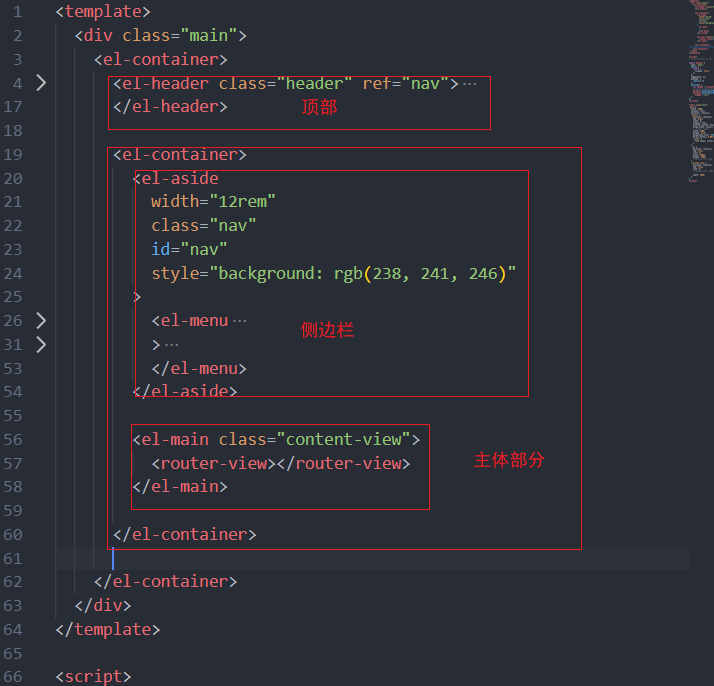 1 <template>
2 <div class="main">
3 <el-container>
4 <el-header class="header" ref="nav">…
17 </el-header>
顶部
18
19 <el-container>
20 <el-aside
21 width="12rem"
22 class="nav"
23 id="nav"
24 style="background: rgb(238, 241, 246)"
25 >
26 <el-menu…
侧边栏
31 >…
53 </el-menu>
54 </el-aside>
55
56 <el-main class="content-view">
57 <router-view></router-view>
主体部分
58 </el-main>
59
60 </el-container>
61
62 </el-container>
63 </div>
64 </template>
65
66 <script>